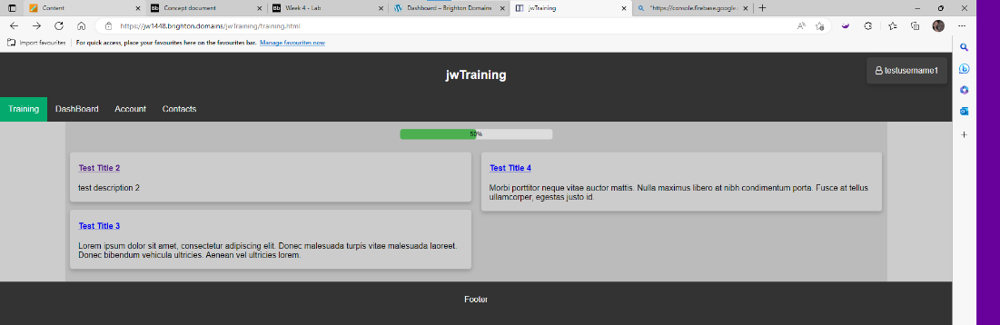 Content
Concept document
Week 4 - Lab
Dashboard – Brighton Domains
jwTraining
"https://console.firebase.google.
https://jw1448.brighton.domains/jwTraining/training.html
Import favourites
For quick access, place your favourites here on the favourites bar. Manage favourites now
jwTraining
testusername1
Training DashBoard Account Contacts
50%
Test Title 2
test description 2
Test Title 3
Lorem ipsum dolor sit amet, consectetur adipiscing elit. Donec malesuada turpis vitae malesuada laoreet.
Donec bibendum vehicula ultricies. Aenean vel ultricies lorem.
Test Title 4
Morbi porttitor neque vitae auctor mattis. Nulla maximus libero at nibh condimentum porta. Fusce at tellus
ullamcorper, egestas justo id.
Footer